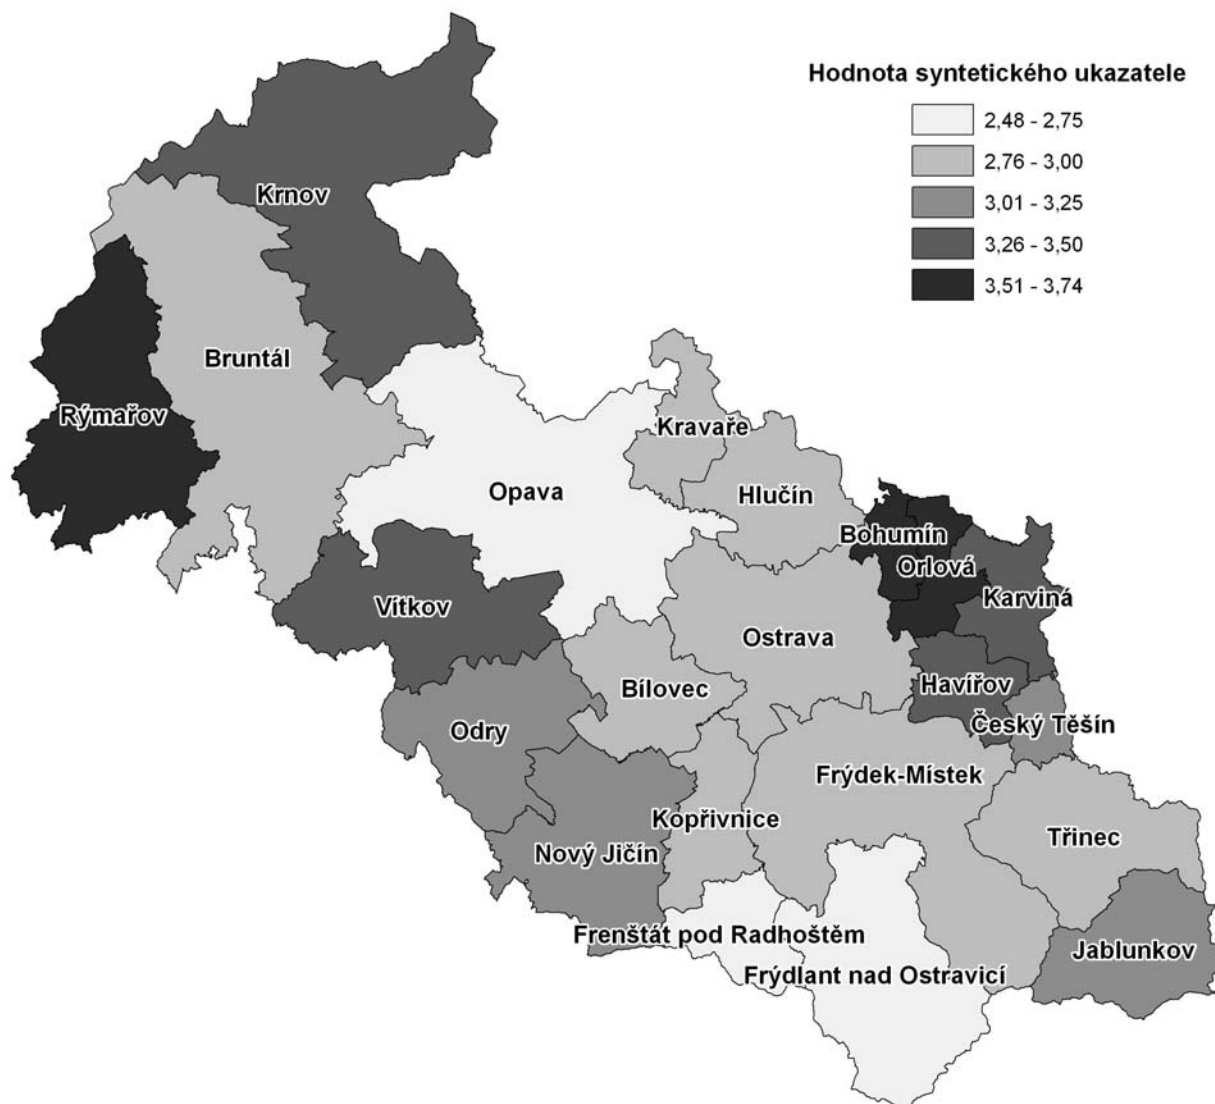 Hodnota syntetického ukazatele
2,48 - 2,75
2,76 - 3,00
3,01 - 3,25
3,26 - 3,50
3,51 - 3,74
Krnov
Bruntál
Rýmařov
Kravaře
Opava
Hlučín
Bohumín
Orlová
Karviná
Vítkov
Ostrava
Bílovec
Havířov
Český Těšín
Odry
Frýdek-Místek
Kopřivnice
Třinec
Nový Jičín
Frenštát pod Radhoštěm
Jablunkov
Frýdlant nad Ostravicí